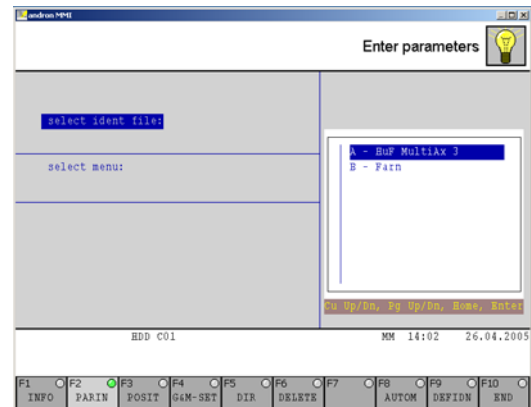 andron MMI
Enter parameters
select ident file:
select menu:
A - HuF MultiAx 3
B - Farn
Cu Up/Dn, Pg Up/Dn, Home, Enter
HDD C01 MM 14:02 26.04.2005
F1 F2 F3 F4 F5 F6 F7 F8 F9 F10
INFO PARIN POSIT G&M-SET DIR DELETE AUTOM DEFIDN END